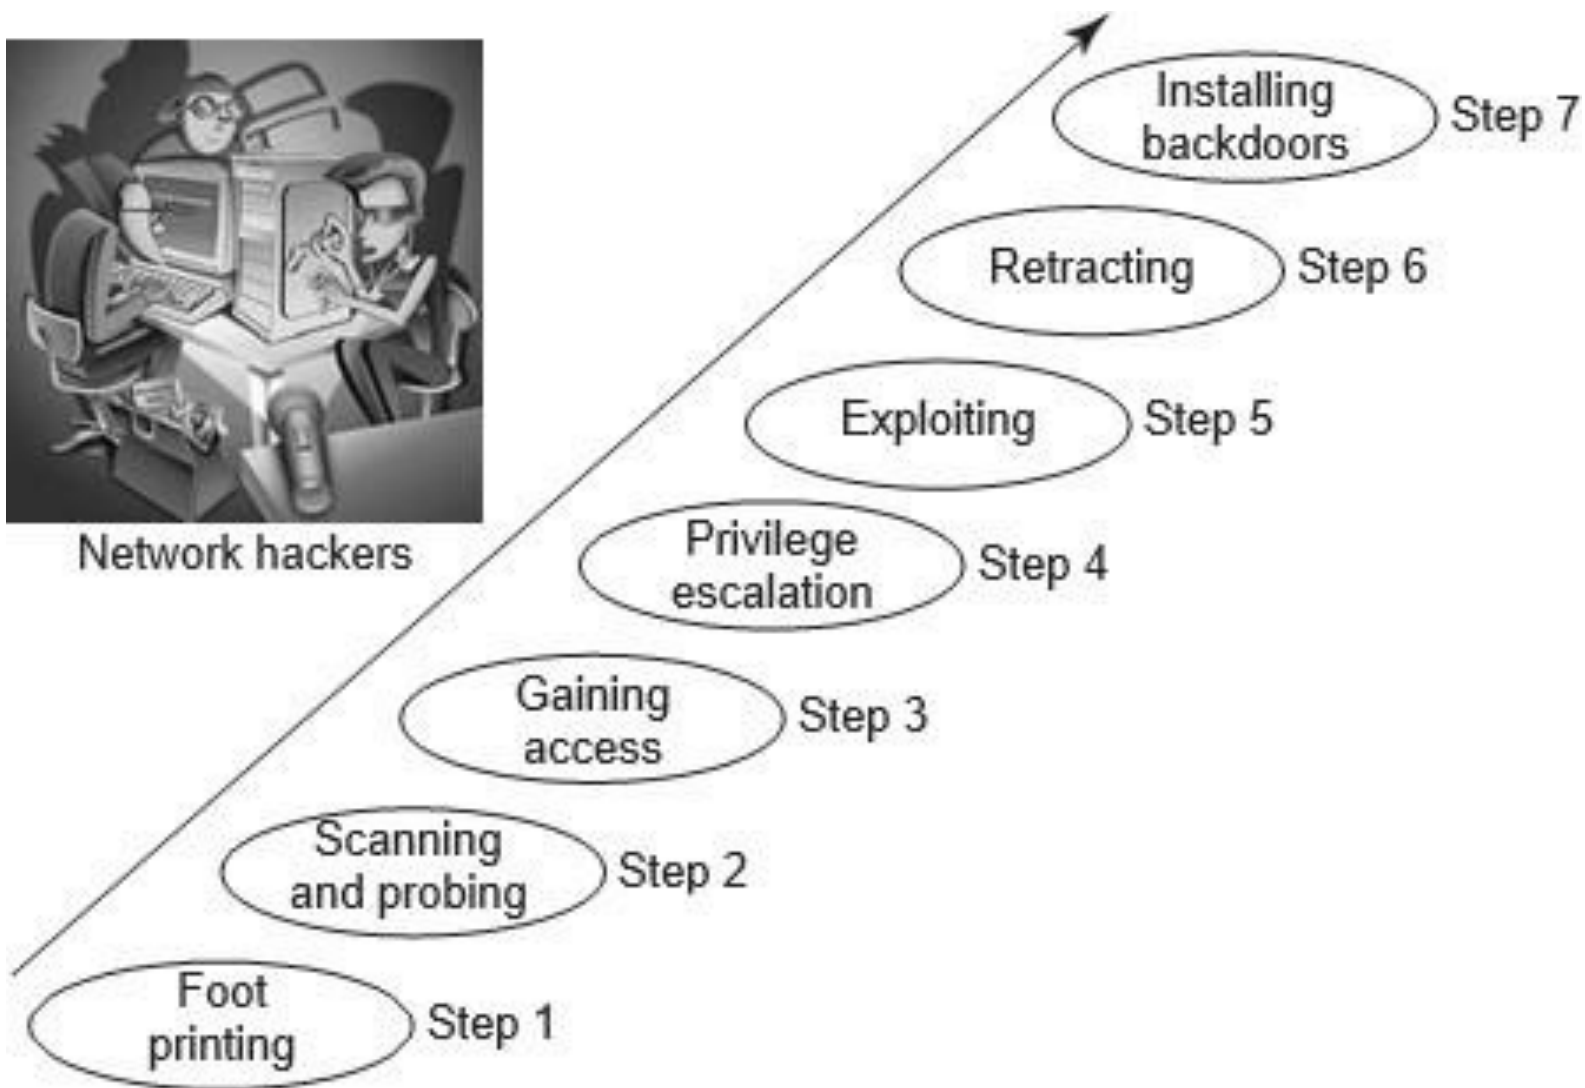 Installing
backdoors
Step 7
Retracting
Step 6
Exploiting
Step 5
Network hackers
Privilege
escalation
Step 4
Gaining
access
Step 3
Scanning
and probing
Step 2
Foot
printing
Step 1